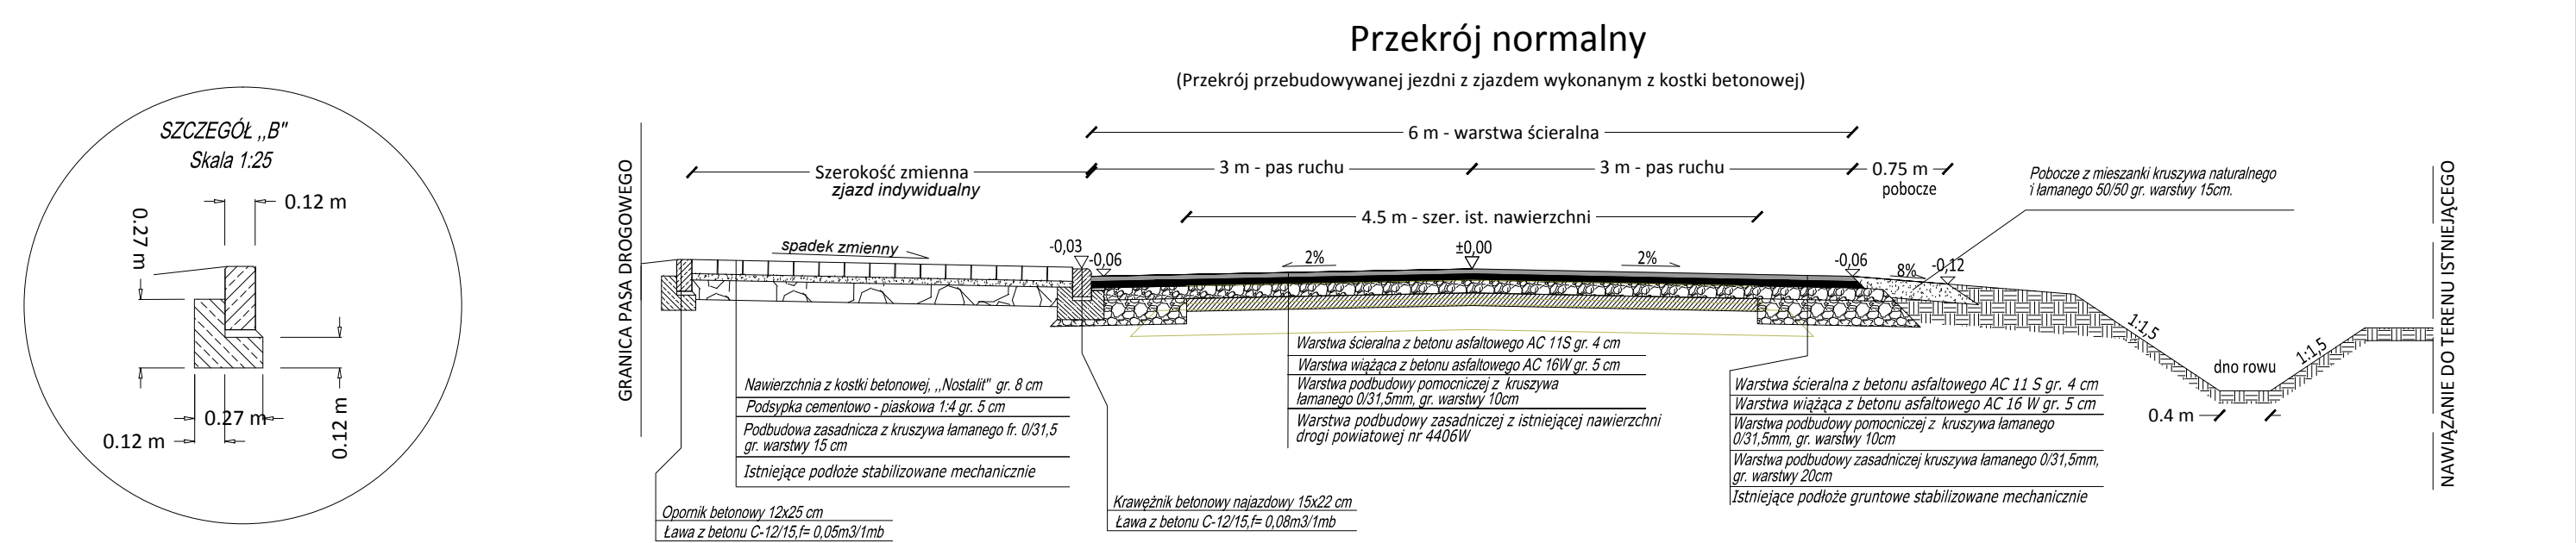 Przekrój normalny
(Przekrój przebudowywanej jezdni z zjazdem wykonanym z kostki betonowej)
SZCZEGÓŁ ,,B"
Skala 1:25
0.12 m
0.27 m
0.27 m
0.12 m
0.12 m
GRANICA PASA DROGOWEGO
6 m - warstwa ścieralna
Szerokość zmienna
zjazd indywidualny
3 m - pas ruchu
3 m - pas ruchu
0.75 m
pobocze
4.5 m - szer. ist. nawierzchni
Pobocze z mieszanki kruszywa naturalnego
i łamanego 50/50 gr. warstwy 15cm.
spadek zmienny
-0,03
-0,06
2%
±0,00
2%
-0,06
8%
-0,12
1:1,5
dno rowu
1:1,5
0.4 m
NAWIĄZANIE DO TERENU ISTNIEJĄCEGO
Nawierzchnia z kostki betonowej, ,,Nostalit" gr. 8 cm
Podsypka cementowo - piaskowa 1:4 gr. 5 cm
Podbudowa zasadnicza z kruszywa łamanego fr. 0/31,5
gr. warstwy 15 cm
Istniejące podłoże stabilizowane mechanicznie
Opornik betonowy 12x25 cm
Ława z betonu C-12/15,f= 0,05m3/1mb
Krawężnik betonowy najazdowy 15x22 cm
Ława z betonu C-12/15,f= 0,08m3/1mb
Warstwa ścieralna z betonu asfaltowego AC 11S gr. 4 cm
Warstwa wiążąca z betonu asfaltowego AC 16W gr. 5 cm
Warstwa podbudowy pomocniczej z kruszywa
łamanego 0/31,5mm, gr. warstwy 10cm
Warstwa podbudowy zasadniczej z istniejącej nawierzchni
drogi powiatowej nr 4406W
Warstwa ścieralna z betonu asfaltowego AC 11 S gr. 4 cm
Warstwa wiążąca z betonu asfaltowego AC 16 W gr. 5 cm
Warstwa podbudowy pomocniczej z kruszywa łamanego
0/31,5mm, gr. warstwy 10cm
Warstwa podbudowy zasadniczej kruszywa łamanego 0/31,5mm,
gr. warstwy 20cm
Istniejące podłoże gruntowe stabilizowane mechanicznie